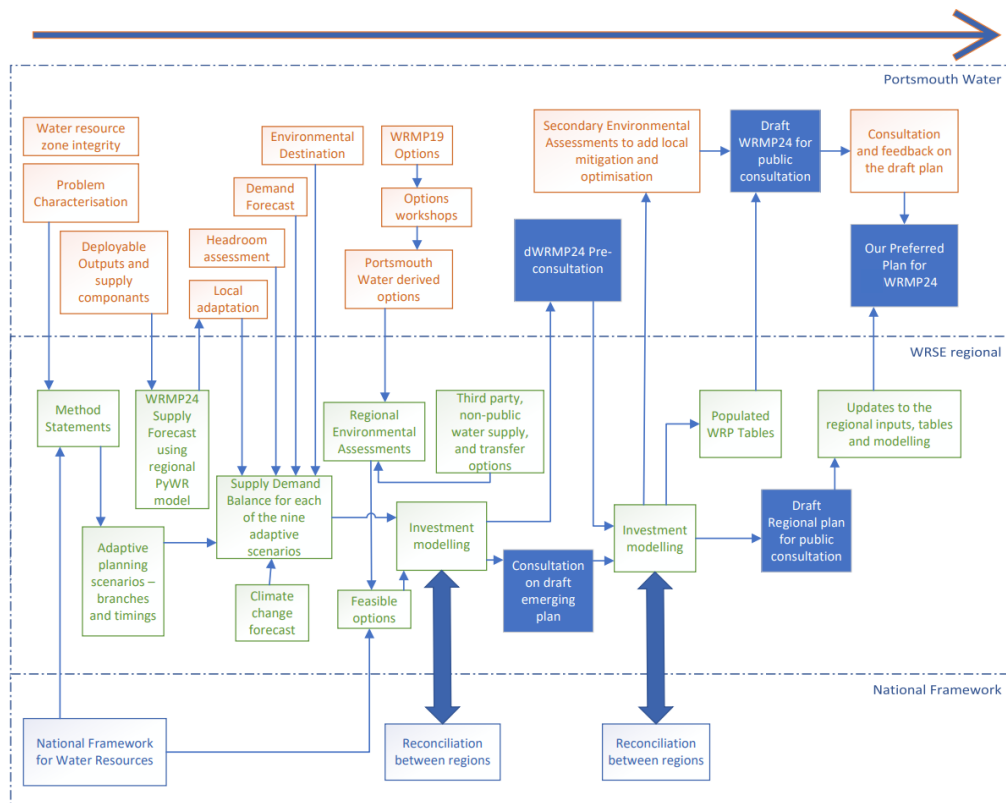 Portsmouth Water
Water resource
zone integrity
Problem
Characterisation
Deployable
Outputs and
supply
componants
Environmental
Destination
Demand
Forecast
Headroom
assessment
Local
adaptation
WRMP19
Options
Options
workshops
Portsmouth
Water derived
options
dWRMP24 Pre-
consultation
Secondary Environmental
Assessments to add local
mitigation and
optimisation
Draft
WRMP24 for
public
consultation
Consultation
and feedback on
the draft plan
Our Preferred
Plan for
WRMP24
WRSE regional
Method
Statements
WRMP24
Supply
Forecast
using
regional
PyWR
model
Adaptive
planning
scenarios –
branches
and timings
Supply Demand
Balance for each
of the nine
adaptive
scenarios
Climate
change
forecast
Regional
Environmental
Assessments
Third party,
non-public
water supply,
and transfer
options
Feasible
options
Investment
modelling
Consultation
on draft
emerging
plan
Investment
modelling
Populated
WRP Tables
Draft
Regional plan
for public
consultation
Updates to the
regional inputs, tables
and modelling
National Framework
National Framework
for Water Resources
Reconciliation
between regions
Reconciliation
between regions